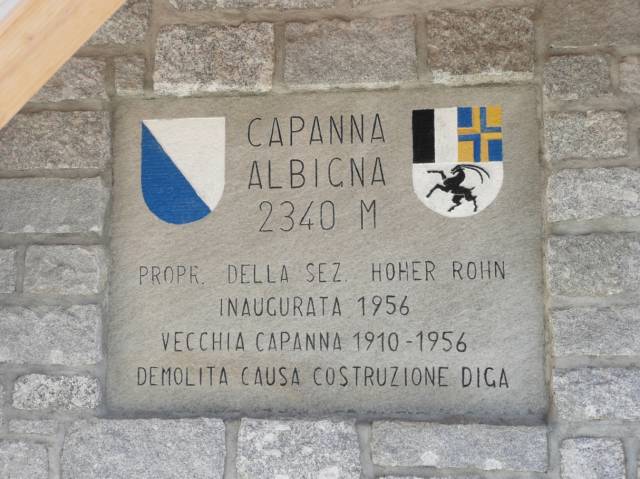 CAPANNA
ALBIGNA
2340 M
PROPR. DELLA SEZ. HOHER ROHN
INAUGURATA 1956
VECCHIA CAPANNA 1910-1956
DEMOLITA CAUSA COSTRUZIONE DIGA